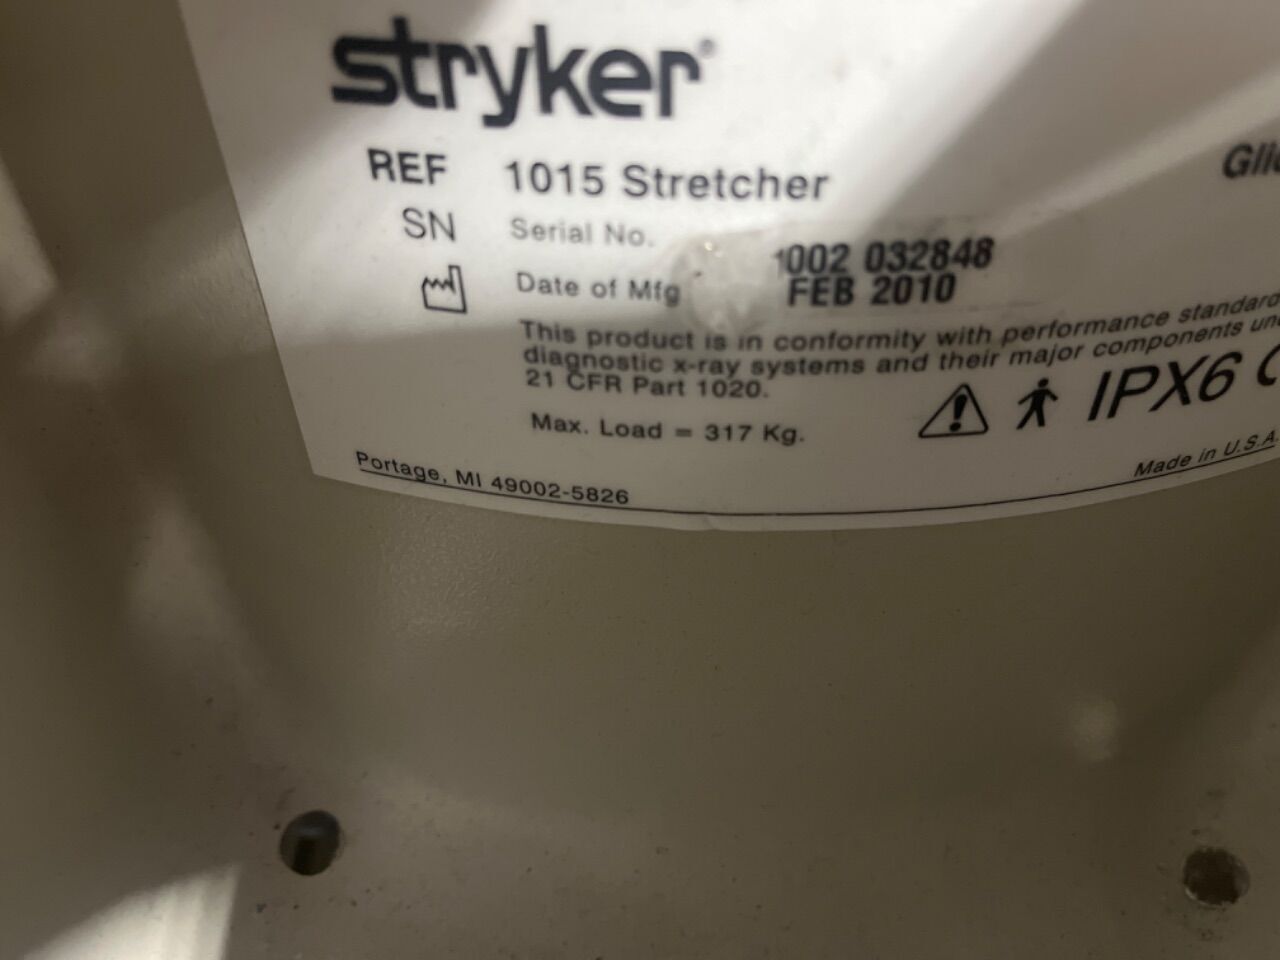 stryker®
REF 1015 Stretcher
Glid
SN Serial No. 1002 032848
Date of Mfg FEB 2010
This product is in conformity with performance standard
diagnostic x-ray systems and their major components
21 CFR Part 1020.
IPX6
Max. Load = 317 Kg.
Portage, MI 49002-5826
Made in U.S.A.